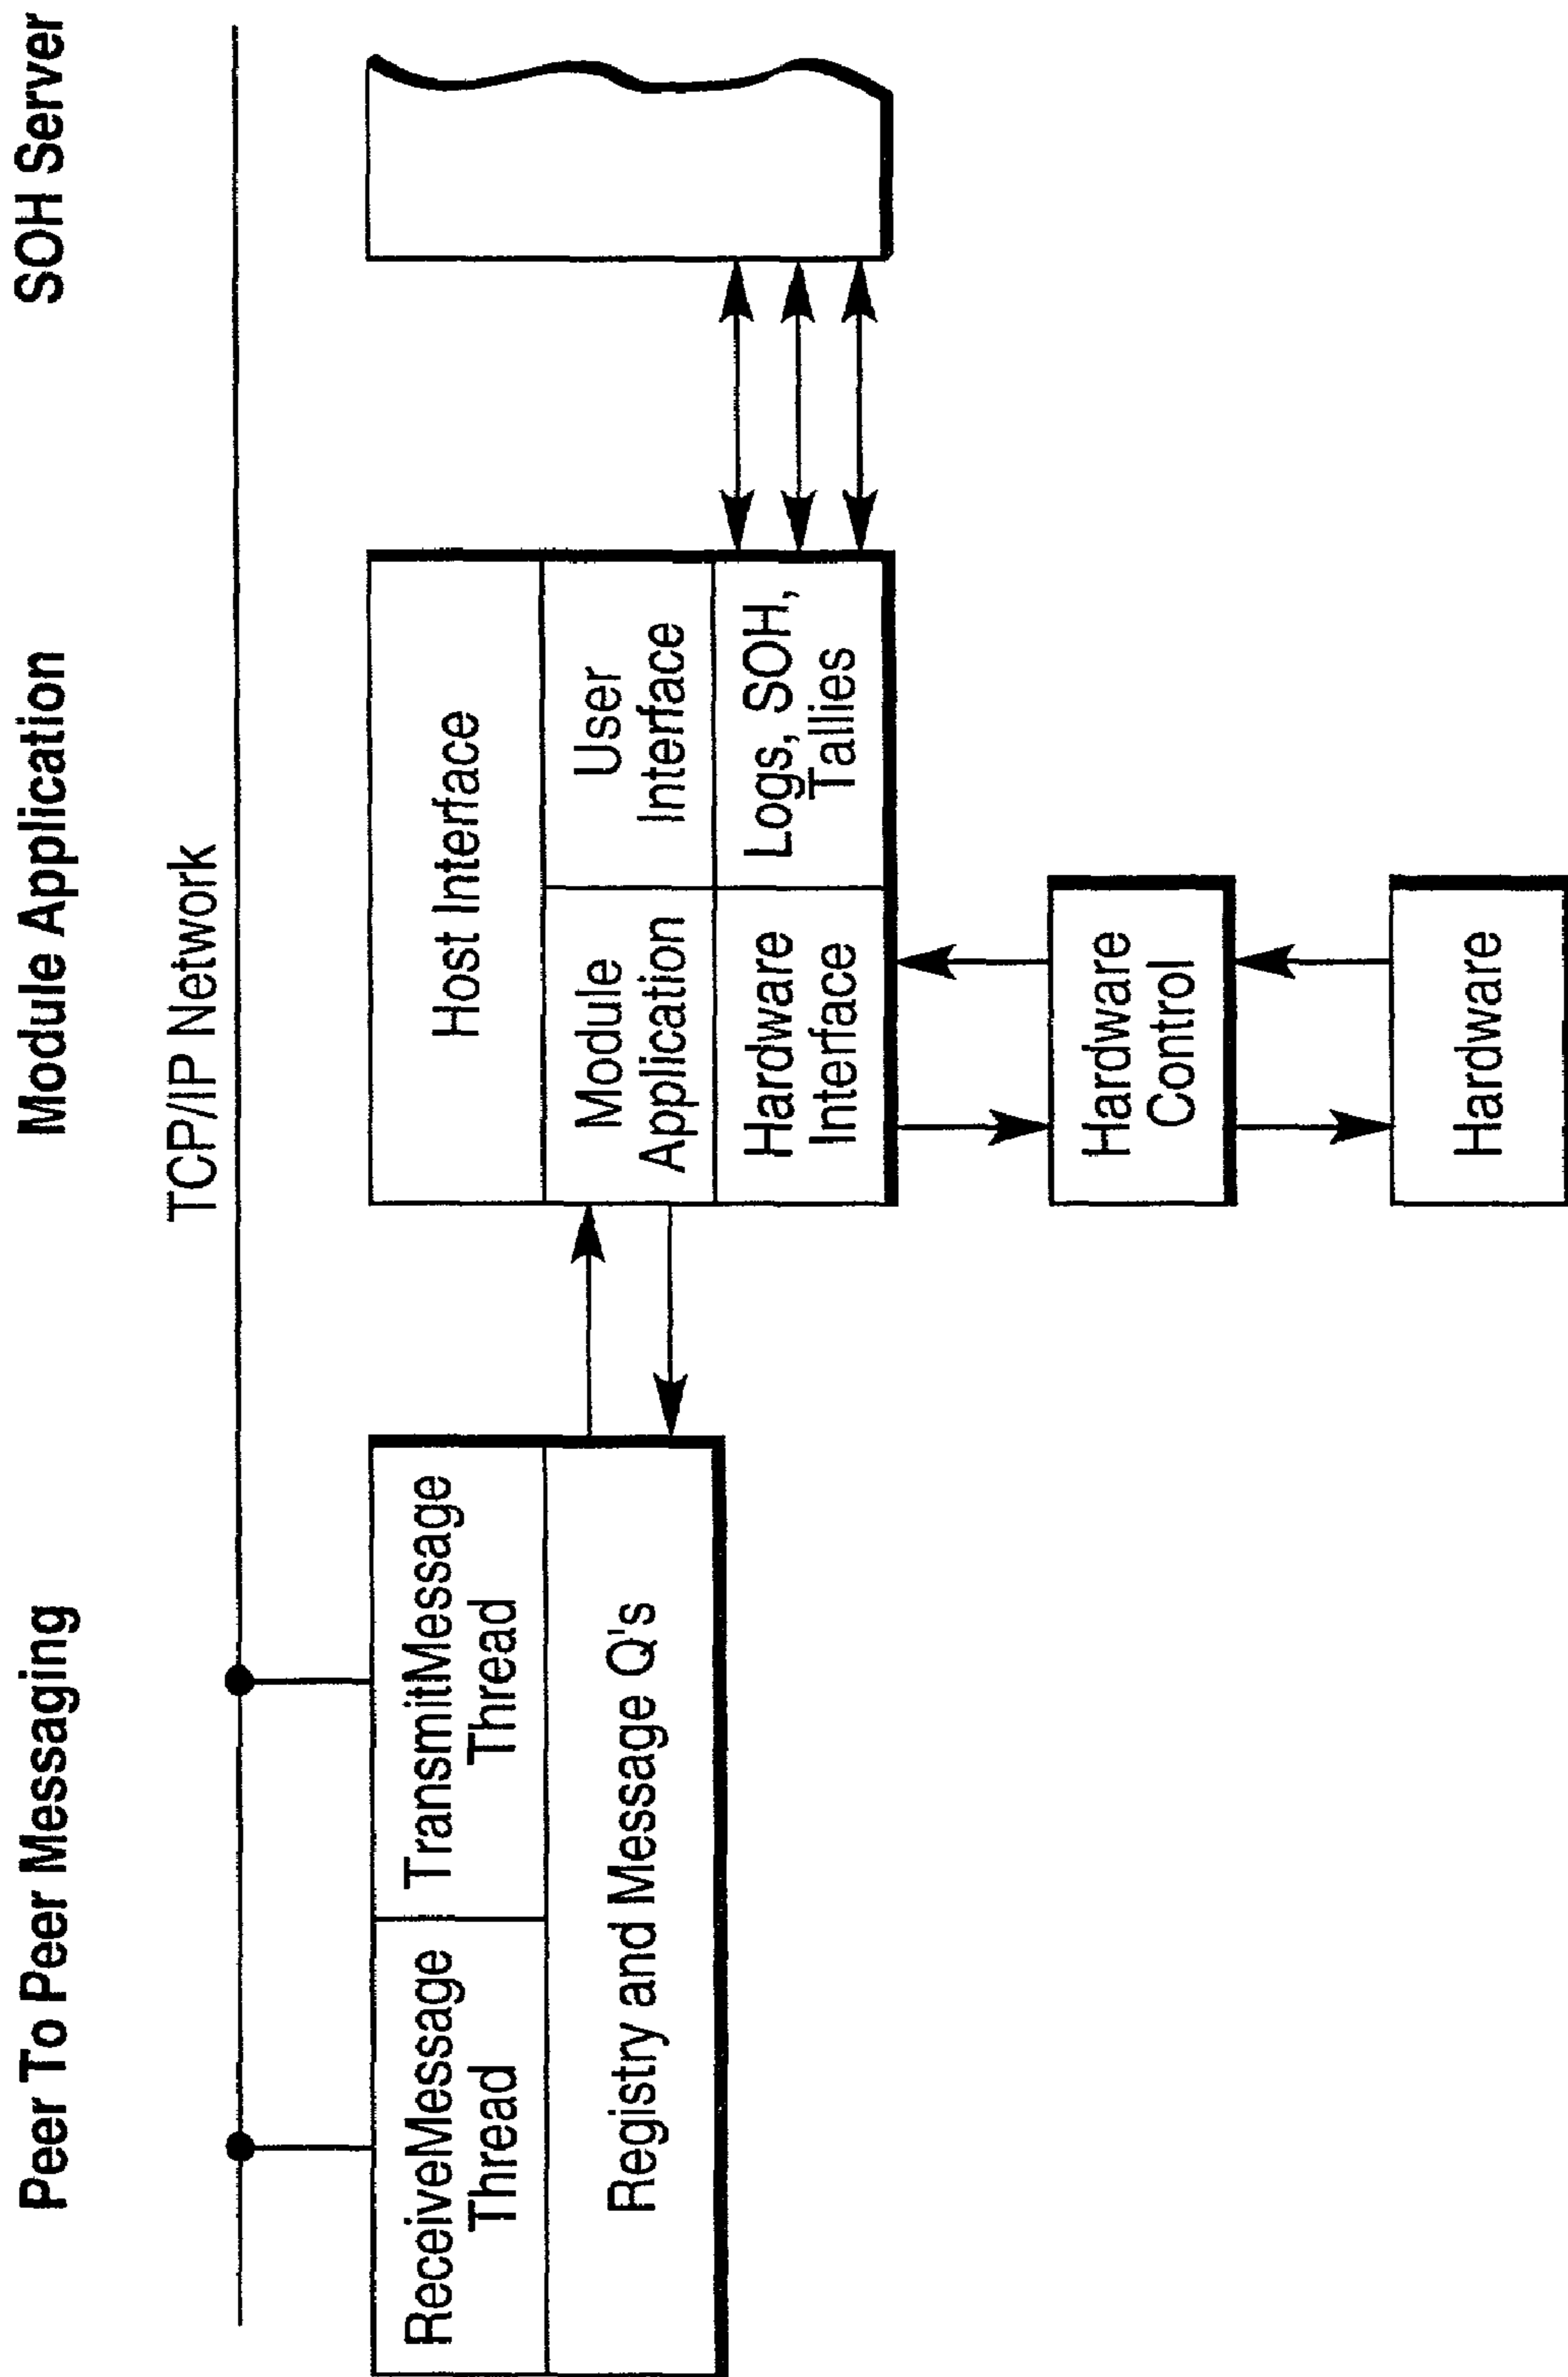 Peer To Peer Messaging
Module Application
SOH Server
TCP/IP Network
ReceiveMessage
Thread
TransmitMessage
Thread
Registry and Message Q's
Host Interface
Module
Application
User
Interface
Hardware
Interface
Logs, SOH,
Tallies
Hardware
Control
Hardware